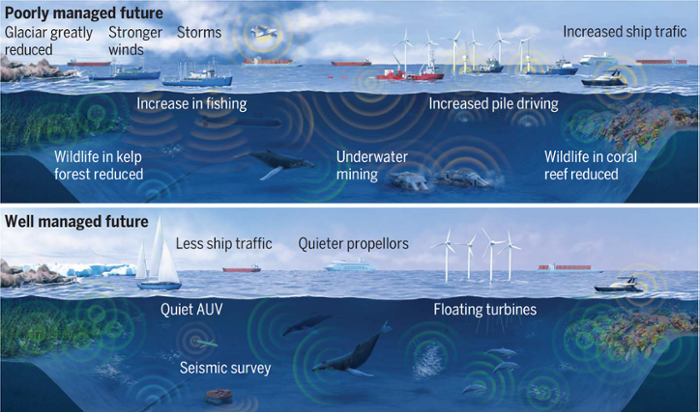 Poorly managed future
Glaciar greatly
reduced
Stronger
winds
Storms
Increased ship trafic
Increase in fishing
Increased pile driving
Wildlife in kelp
forest reduced
Underwater
mining
Wildlife in coral
reef reduced
Well managed future
Less ship traffic
Quieter propellors
Quiet AUV
Floating turbines
Seismic survey